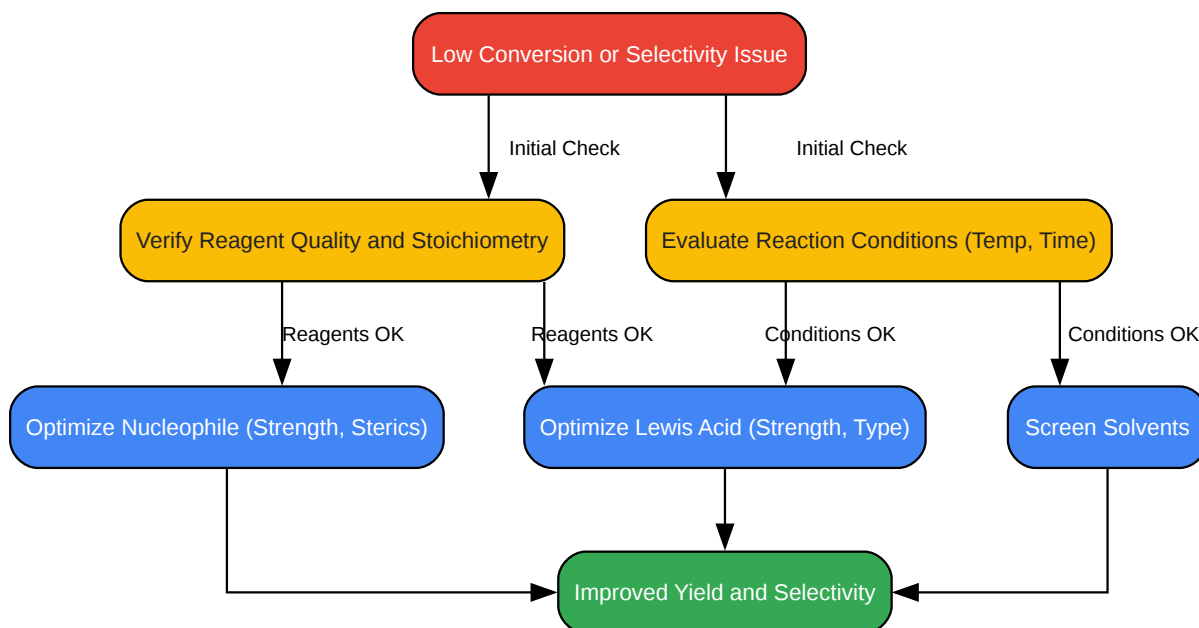 Low Conversion or Selectivity Issue
Initial Check
Initial Check
Verify Reagent Quality and Stoichiometry
Evaluate Reaction Conditions (Temp, Time)
Reagents OK
Reagents OK
Conditions OK
Conditions OK
Optimize Nucleophile (Strength, Sterics)
Optimize Lewis Acid (Strength, Type)
Screen Solvents
Improved Yield and Selectivity